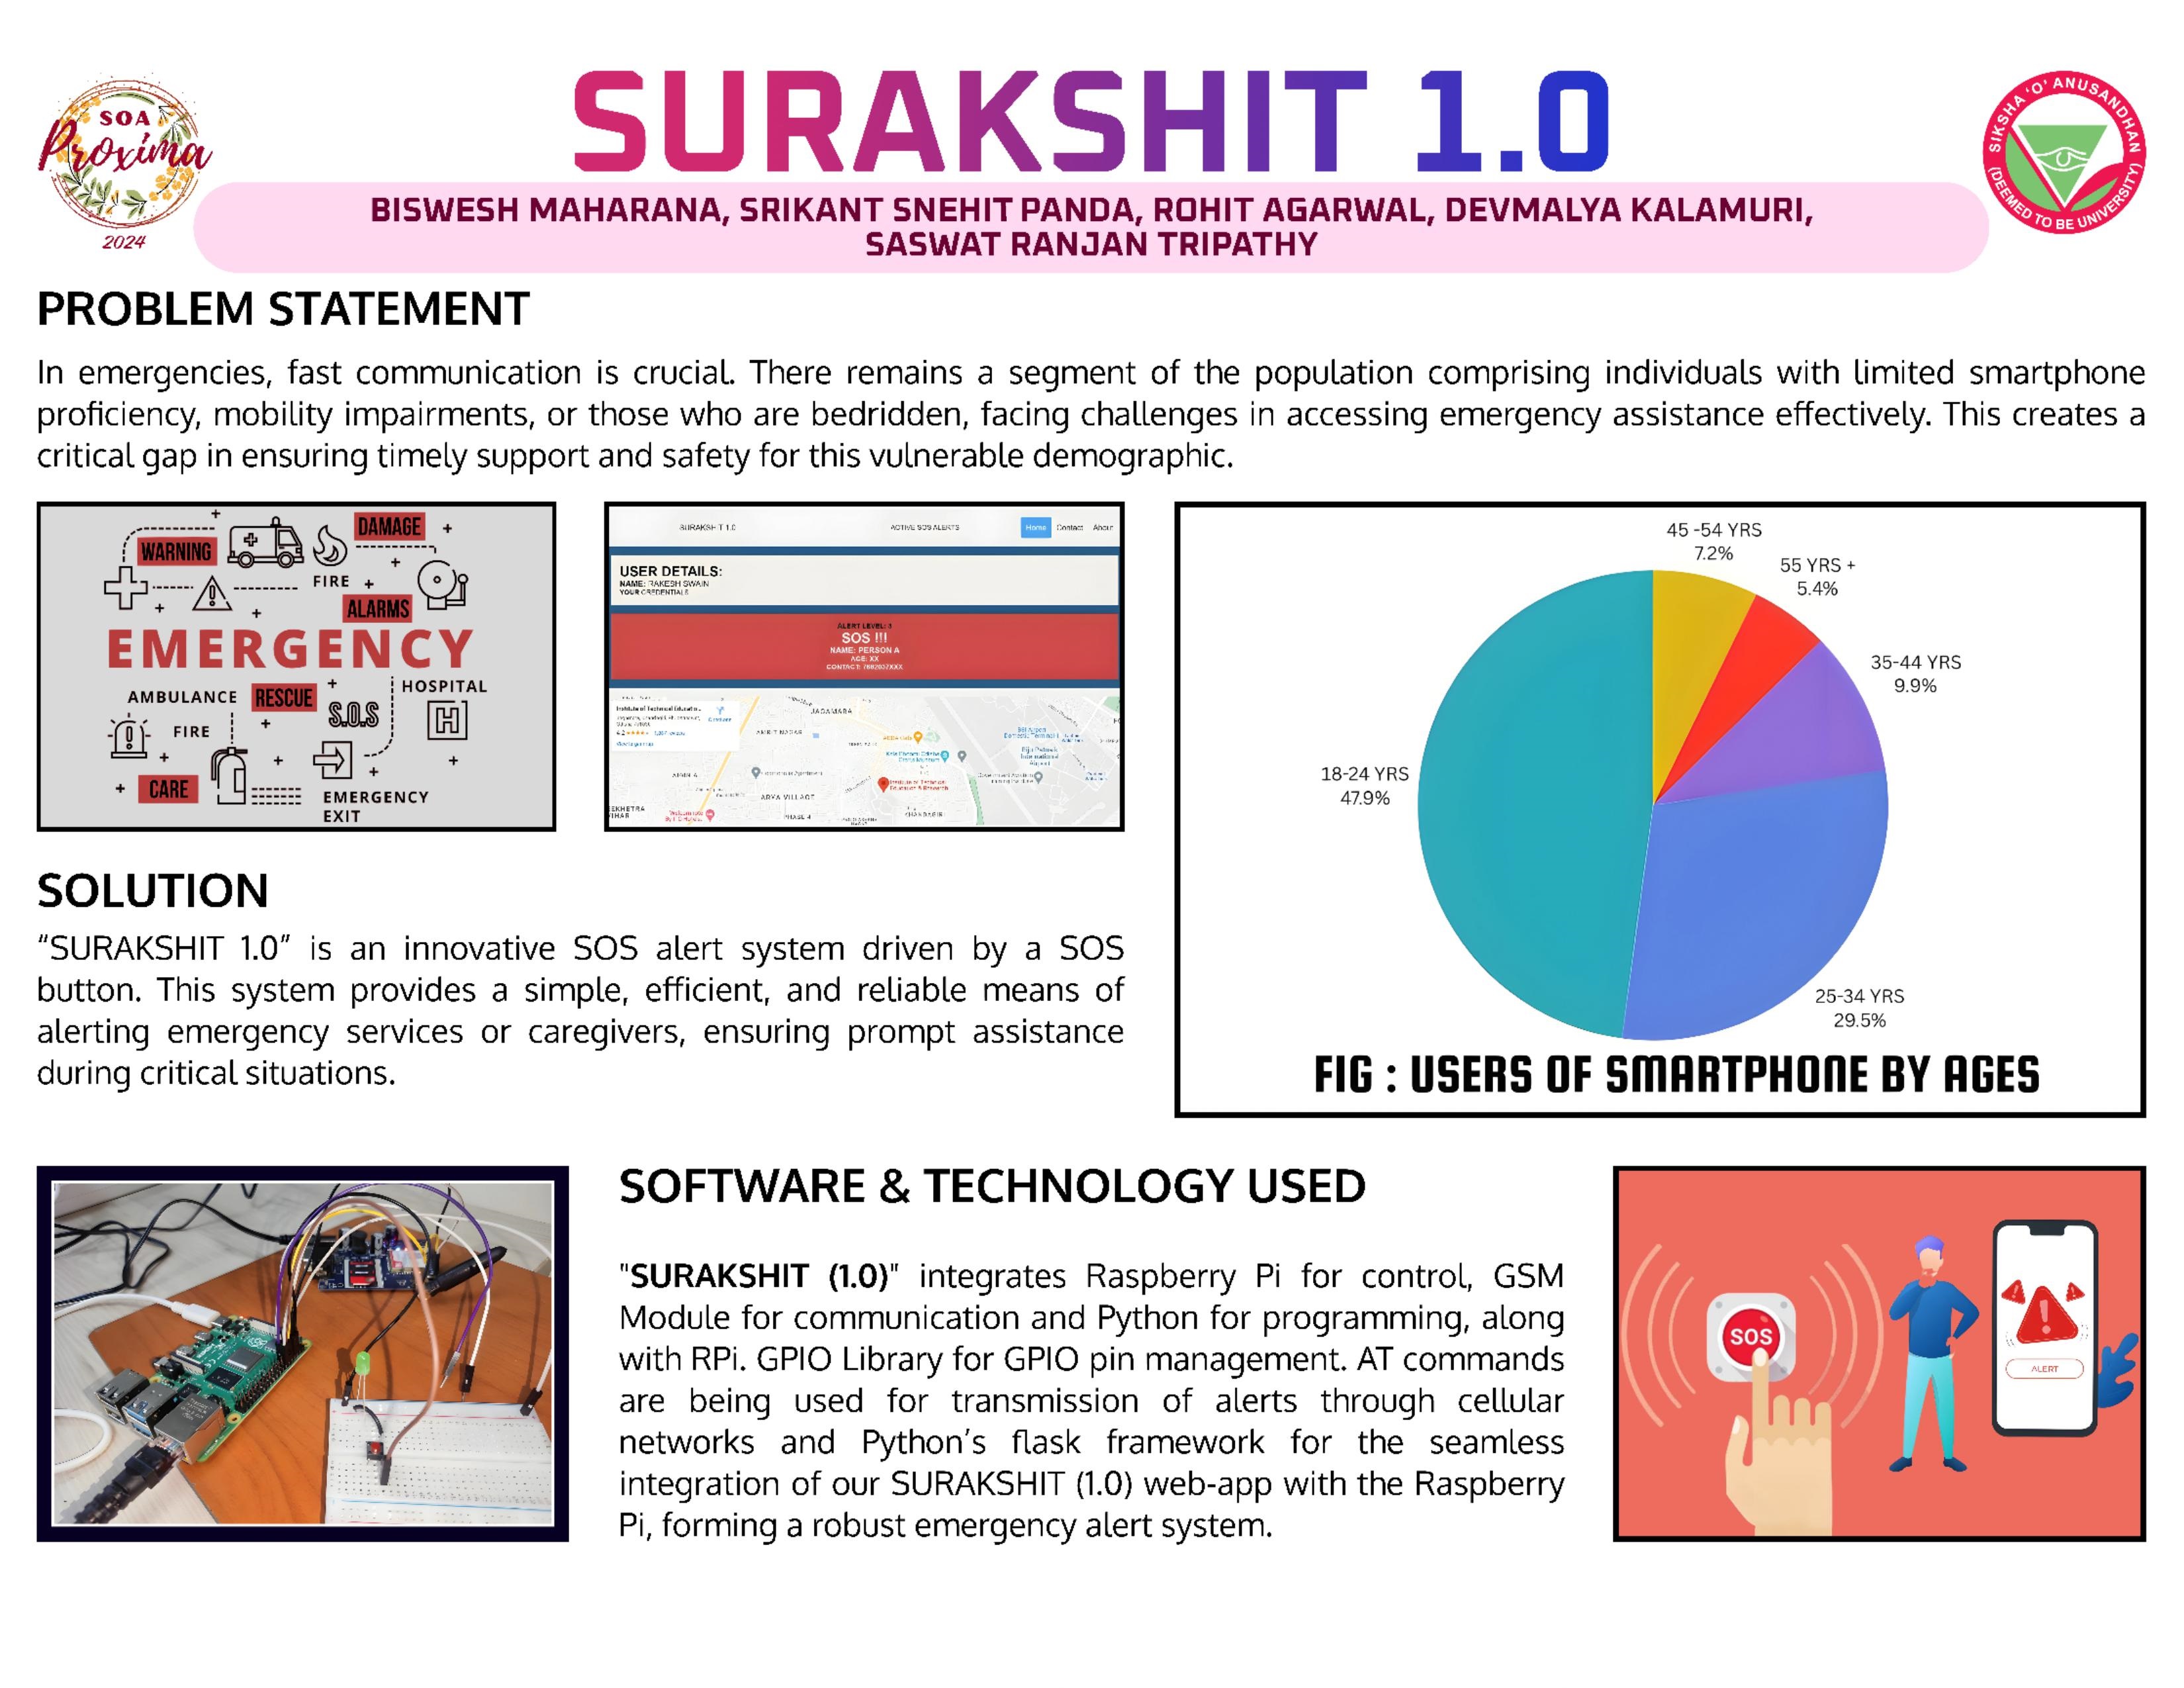 SOA
Proxima
2024
SURAKSHIT 1.0
SIKSHA 'O' ANUSANDHAN
(DEEMED TO BE UNIVERSITY)
BISWESH MAHARANA, SRIKANT SNEHIT PANDA, ROHIT AGARWAL, DEVMALYA KALAMURI,
SASWAT RANJAN TRIPATHY
PROBLEM STATEMENT
In emergencies, fast communication is crucial. There remains a segment of the population comprising individuals with limited smartphone
proficiency, mobility impairments, or those who are bedridden, facing challenges in accessing emergency assistance effectively. This creates a
critical gap in ensuring timely support and safety for this vulnerable demographic.
DAMAGE
WARNING
FIRE
ALARMS
EMERGENCY
AMBULANCE
RESCUE
S.O.S
HOSPITAL
H
FIRE
CARE
EMERGENCY
EXIT
SURAKSHIT 1.0
ACTIVE SOS ALERTS
Home
Contact
About
USER DETAILS:
NAME: RAKESH SWAIN
YOUR CREDENTIALS
ALERT LEVEL:
SOS !!!
NAME: PERSON A
AGE: XX
CONTACT:
JAGAMARA
ARYA VILLAGE
45 -54 YRS
7.2%
55 YRS +
5.4%
35-44 YRS
9.9%
18-24 YRS
47.9%
25-34 YRS
29.5%
FIG : USERS OF SMARTPHONE BY AGES
SOLUTION
“SURAKSHIT 1.0” is an innovative SOS alert system driven by a SOS
button. This system provides a simple, efficient, and reliable means of
alerting emergency services or caregivers, ensuring prompt assistance
during critical situations.
SOFTWARE & TECHNOLOGY USED
"SURAKSHIT (1.0)" integrates Raspberry Pi for control, GSM
Module for communication and Python for programming, along
with RPi. GPIO Library for GPIO pin management. AT commands
are being used for transmission of alerts through cellular
networks and Python’s flask framework for the seamless
integration of our SURAKSHIT (1.0) web-app with the Raspberry
Pi, forming a robust emergency alert system.
SOS
ALERT